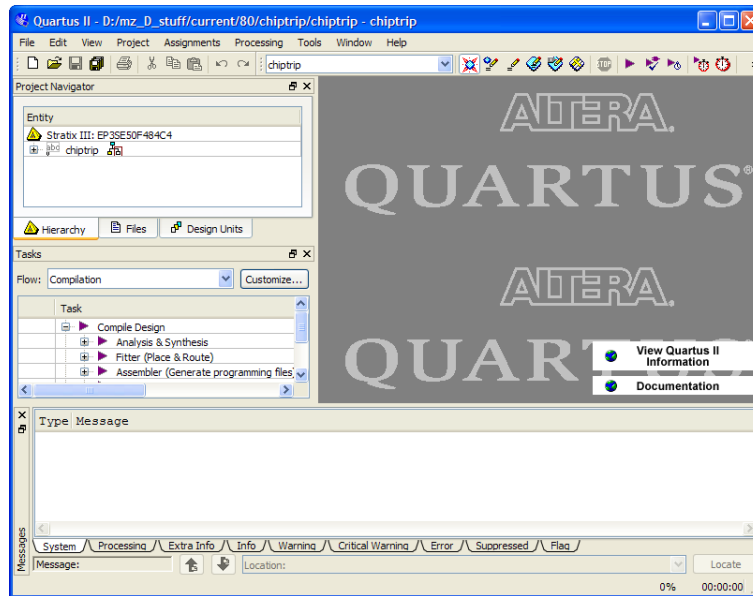 Quartus II - D:/mz_D_stuff/current/80/chiptrip/chiptrip - chiptrip
File Edit View Project Assignments Processing Tools Window Help
chiptrip
STOP
Project Navigator
Entity
Stratix III: EP3SE50F484C4
abd chiptrip
Hierarchy Files Design Units
Tasks
Flow: Compilation Customize...
Task
Compile Design
Analysis & Synthesis
Fitter (Place & Route)
Assembler (Generate programming files)
ALTERA.
QUARTUS®
ALTERA.
QUARTUS
View Quartus II
Information
Documentation
Type Message
Messages
System Processing Extra Info Info Warning Critical Warning Error Suppressed Flag
Message: Location: Locate
0% 00:00:00